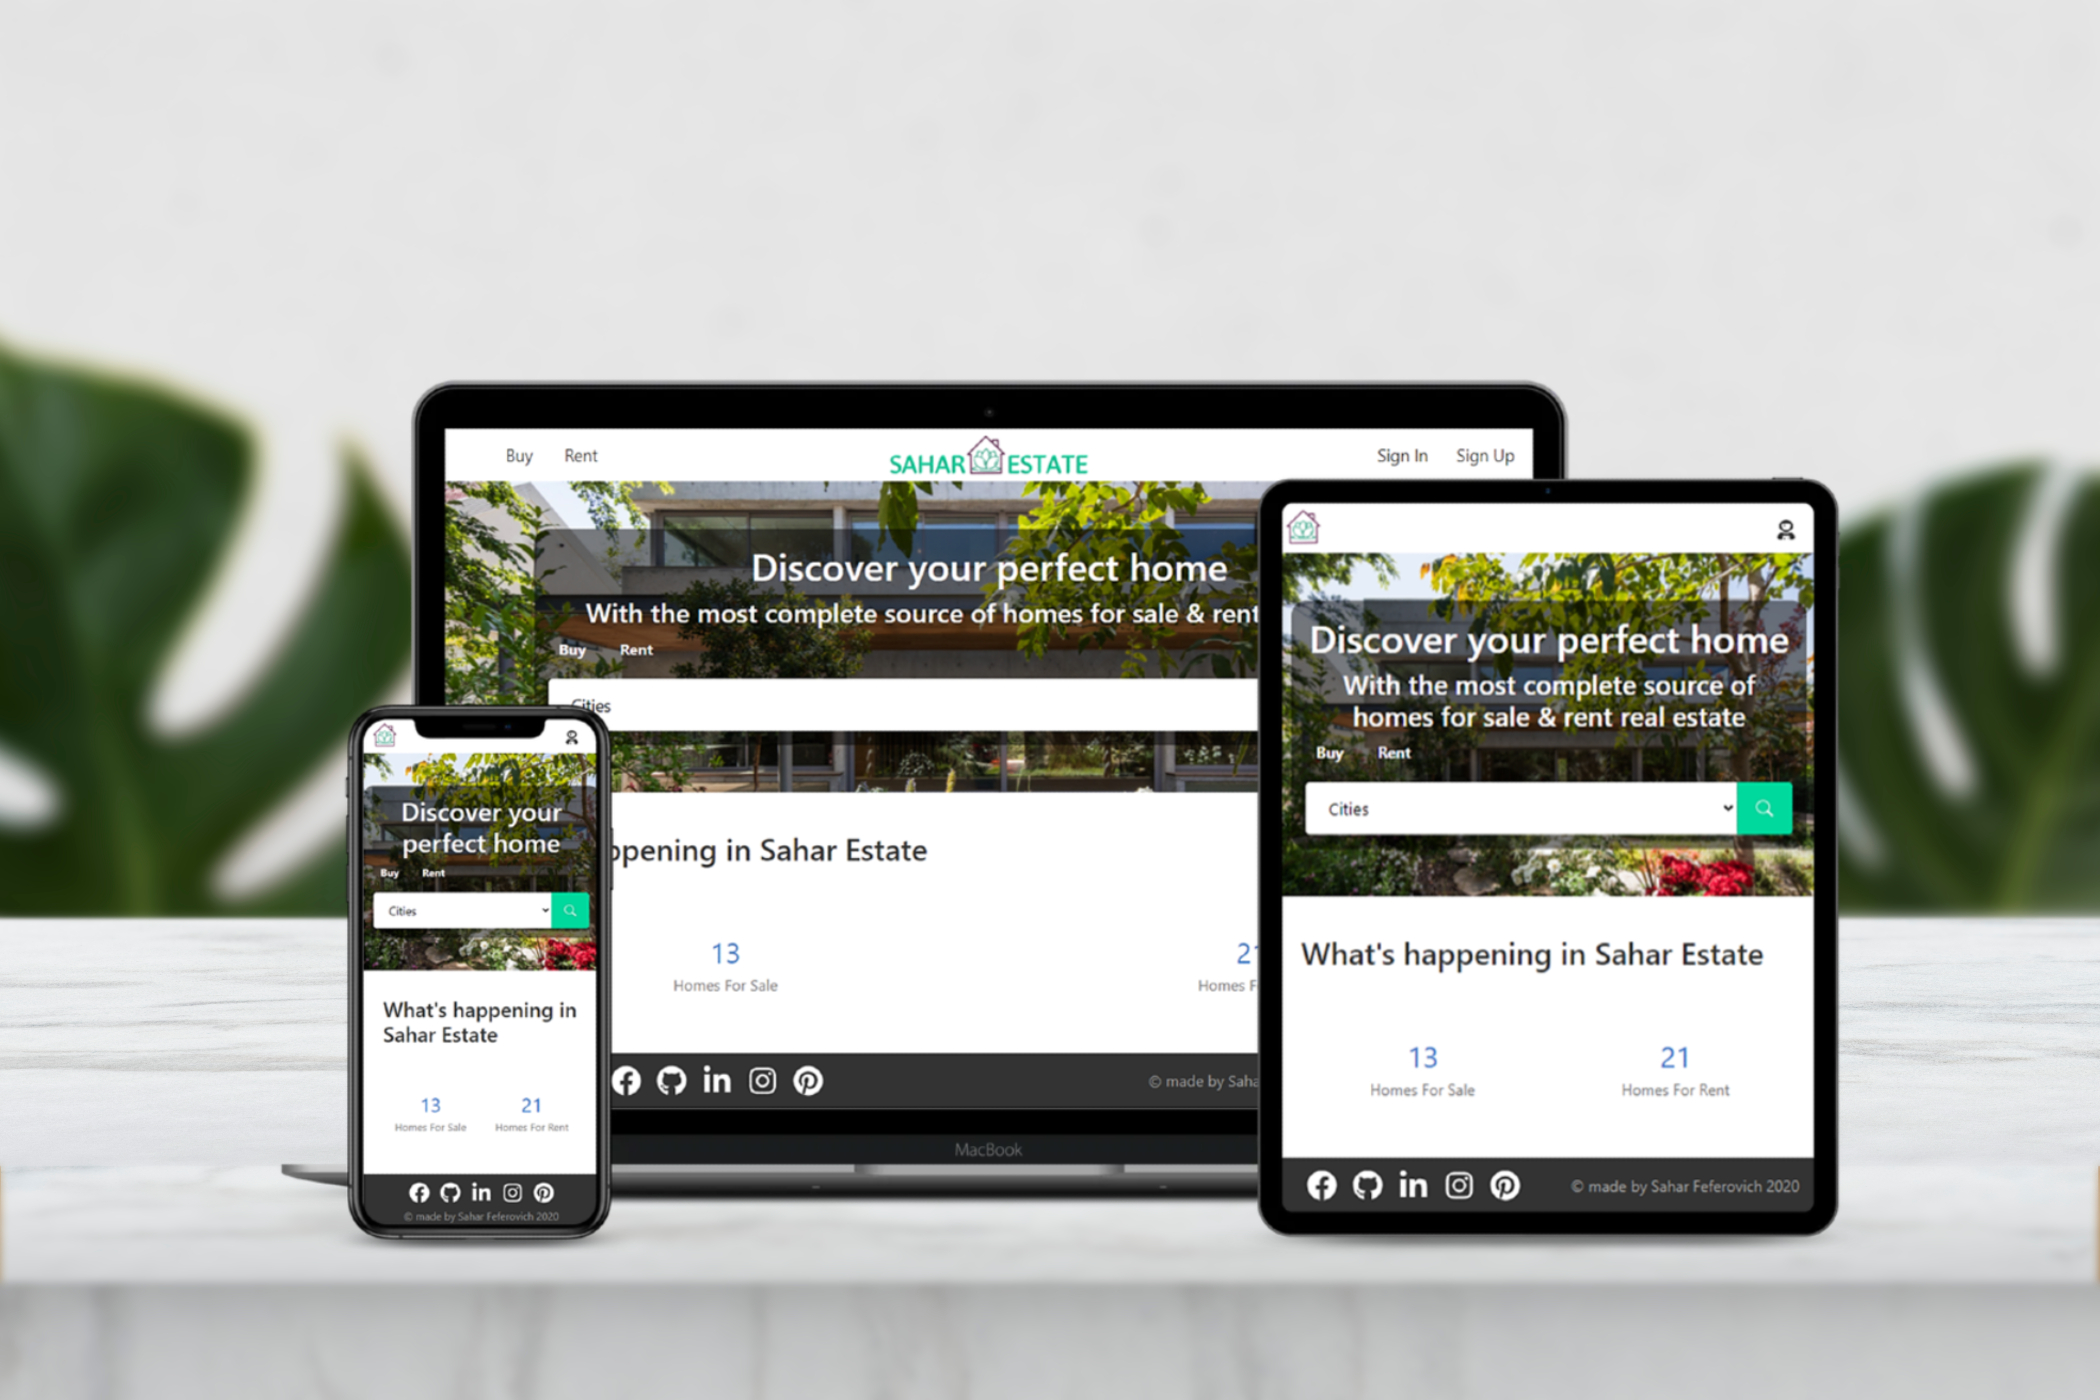 Buy Rent SAHAR ESTATE Sign In Sign Up
Discover your perfect home
With the most complete source of homes for sale & rent
Buy Rent
Cities
ppening in Sahar Estate
13
Homes For Sale
21
Homes F
© made by Saha
MacBook
Discover your
perfect home
Buy Rent
Cities
What's happening in
Sahar Estate
13 21
Homes For Sale Homes For Rent
© made by Sahar Feferovich 2020
Discover your perfect home
With the most complete source of
homes for sale & rent real estate
Buy Rent
Cities
What's happening in Sahar Estate
13 21
Homes For Sale Homes For Rent
© made by Sahar Feferovich 2020